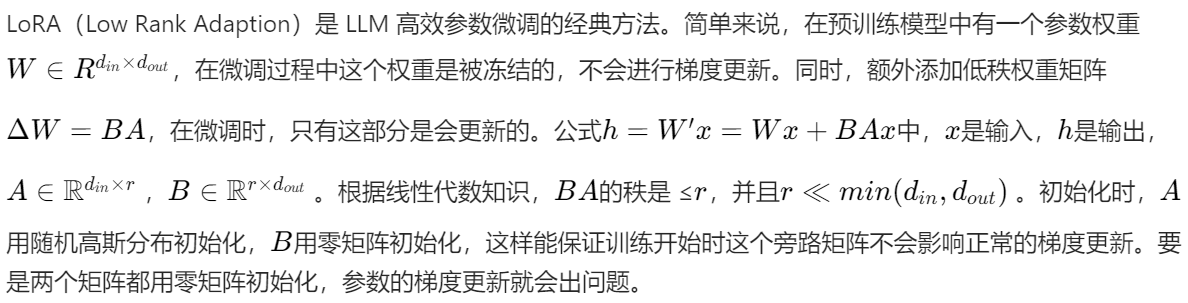 LoRA（Low Rank Adaption）是 LLM 高效参数微调的经典方法。简单来说，在预训练模型中有一个参数权重
$W \in R^{d_{in} \times d_{out}}$，在微调过程中这个权重是被冻结的，不会进行梯度更新。同时，额外添加低秩权重矩阵
$\Delta W = BA$，在微调时，只有这部分是会更新的。公式$h = W'x = Wx + BAx$中，$x$是输入，$h$是输出，
$A \in \mathbb{R}^{d_{in} \times r}$，$B \in \mathbb{R}^{r \times d_{out}}$。根据线性代数知识，$BA$的秩是 ≤$r$，并且$r \ll min(d_{in}, d_{out})$。初始化时，$A$
用随机高斯分布初始化，$B$用零矩阵初始化，这样能保证训练开始时这个旁路矩阵不会影响正常的梯度更新。要
是两个矩阵都用零矩阵初始化，参数的梯度更新就会出问题。